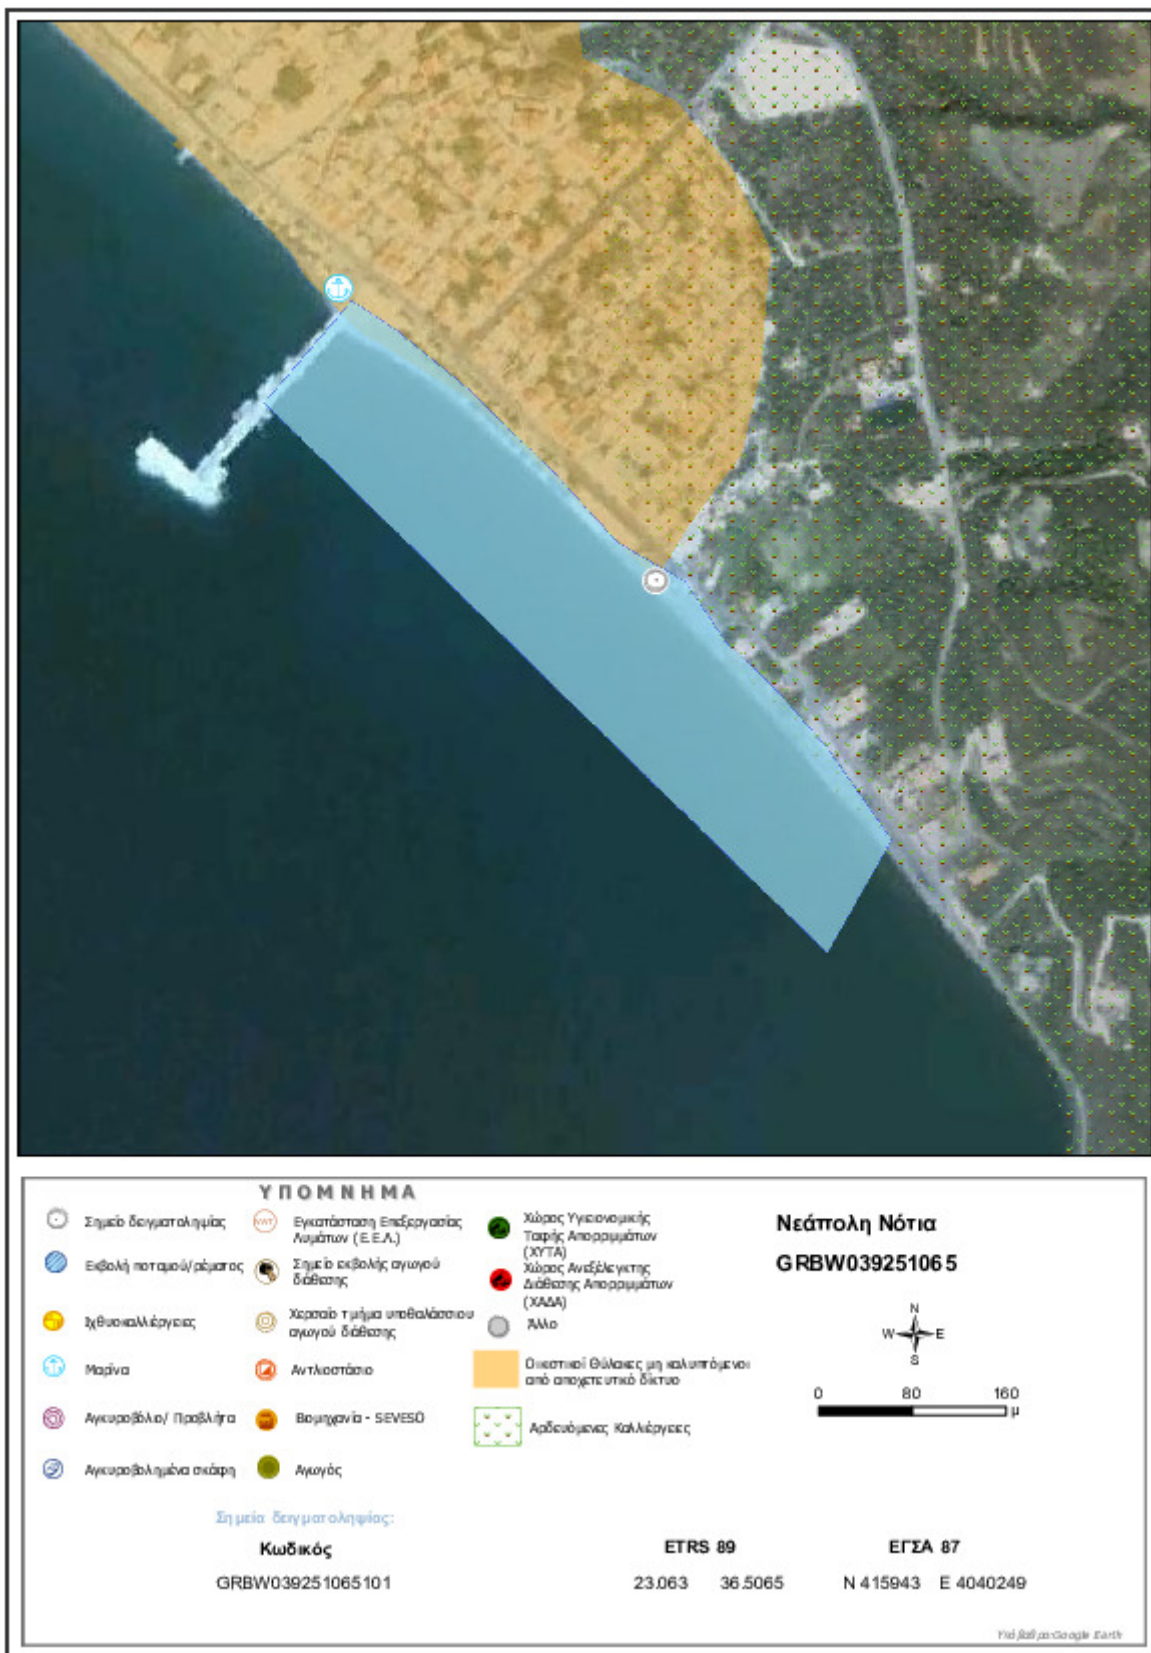 ΥΠΟΜΝΗΜΑ
Σημείο δειγματοληψίας
Εκβολή ποταμού/ρέματος
Ιχθυοκαλλιέργειες
Μαρίνα
Αγκυροβόλιο/ Προβλήτα
Αγκυροβολημένα σκάφη
Εγκατάσταση Επεξεργασίας
Λυμάτων (Ε.Ε.Λ.)
Σημείο εκβολής αγωγού
διάθεσης
Χερσαίο τμήμα υποθαλάσσιου
αγωγού διάθεσης
Αντλιοστάσιο
Βιομηχανία - SEVESO
Αγωγός
Χώρος Υγειονομικής
Ταφής Απορριμμάτων
(ΧΥΤΑ)
Χώρος Ανεξέλεγκτης
Διάθεσης Απορριμμάτων
(ΧΑΔΑ)
Άλλο
Οικιστικοί Θύλακες μη καλυπτόμενοι
από αποχετευτικό δίκτυο
Αρδευόμενες Καλλιέργειες
Νεάπολη Νότια
GRBW039251065
N
W E
S
0 80 160
μ
Σημεία δειγματοληψίας:
Κωδικός ETRS 89 ΕΓΣΑ 87
GRBW039251065101 23.063 36.5065 N 415943 E 4040249
Υπόβαθρο:Google Earth